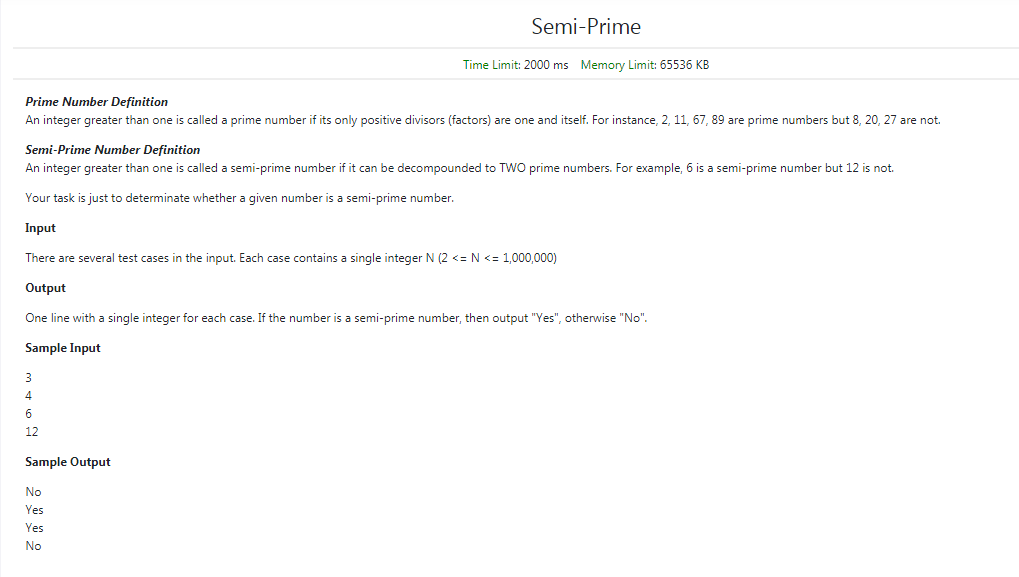 Semi-Prime
Time Limit: 2000 ms Memory Limit: 65536 KB
Prime Number Definition
An integer greater than one is called a prime number if its only positive divisors (factors) are one and itself. For instance, 2, 11, 67, 89 are prime numbers but 8, 20, 27 are not.
Semi-Prime Number Definition
An integer greater than one is called a semi-prime number if it can be decompounded to TWO prime numbers. For example, 6 is a semi-prime number but 12 is not.
Your task is just to determinate whether a given number is a semi-prime number.
Input
There are several test cases in the input. Each case contains a single integer N (2 <= N <= 1,000,000)
Output
One line with a single integer for each case. If the number is a semi-prime number, then output "Yes", otherwise "No".
Sample Input
3
4
6
12
Sample Output
No
Yes
Yes
No